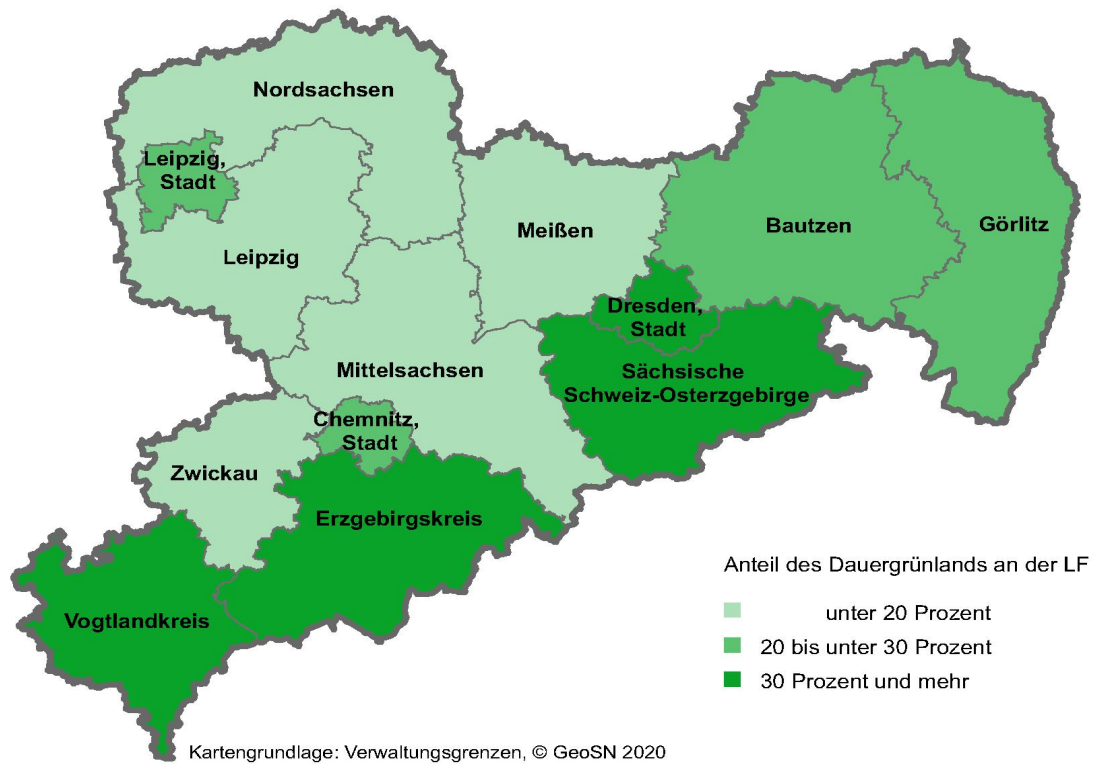 Nordsachsen
Leipzig,
Stadt
Leipzig
Meißen
Bautzen
Görlitz
Dresden,
Stadt
Mittelsachsen
Sächsische
Schweiz-Osterzgebirge
Chemnitz,
Stadt
Zwickau
Erzgebirgskreis
Vogtlandkreis
Anteil des Dauergrünlands an der LF
unter 20 Prozent
20 bis unter 30 Prozent
30 Prozent und mehr
Kartengrundlage: Verwaltungsgrenzen, © GeoSN 2020